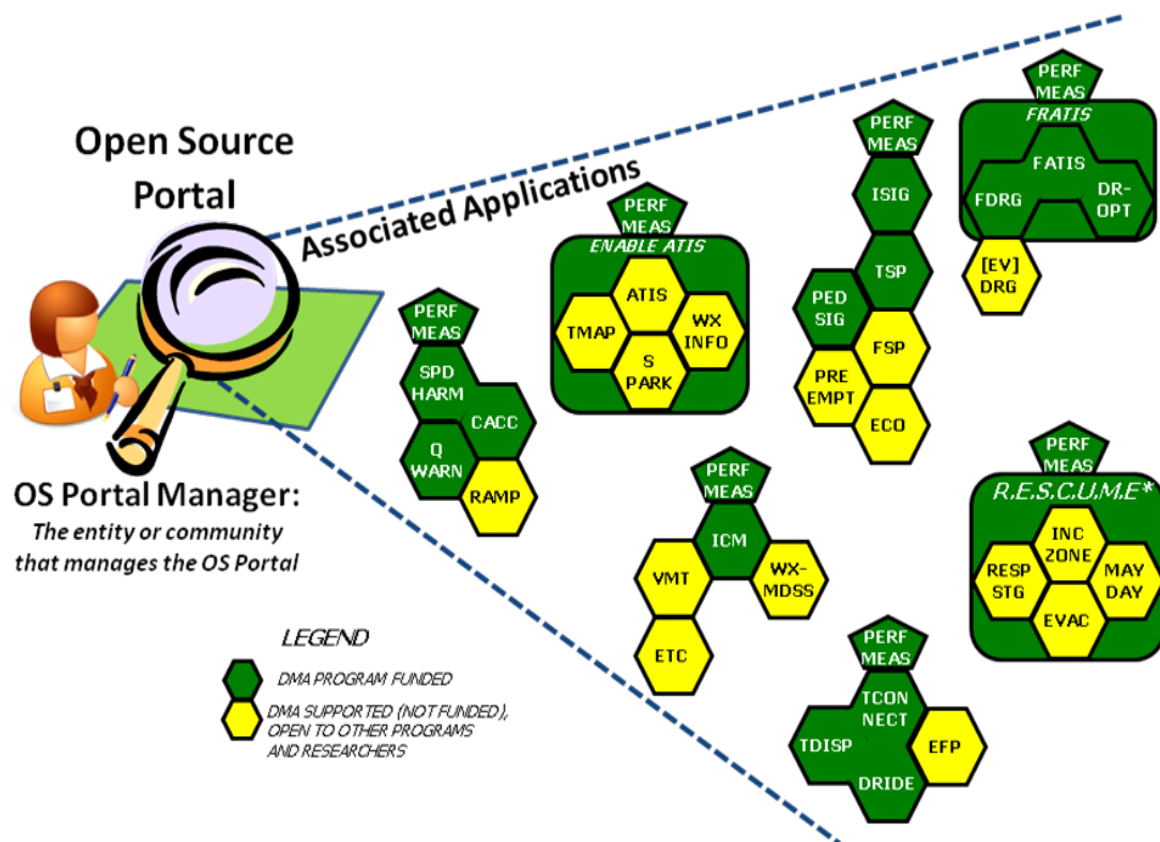 Open Source
Portal
Associated Applications
OS Portal Manager:
The entity or community
that manages the OS Portal
PERF
MEAS
SPD
HARM
CACC
Q
WARN
RAMP
PERF
MEAS
ENABLE ATIS
ATIS
TMAP
WX
INFO
S
PARK
PERF
MEAS
ISIG
TSP
PED
SIG
FSP
PRE
EMPT
ECO
PERF
MEAS
FRATIS
FATIS
FDRG
DR-
OPT
[EV]
DRG
PERF
MEAS
ICM
VMT
WX-
MDSS
ETC
PERF
MEAS
R.E.S.C.U.M.E*
INC
ZONE
RESP
STG
MAY
DAY
EVAC
PERF
MEAS
TCON
NECT
TDISP
EFP
DRIDE
LEGEND
DMA PROGRAM FUNDED
DMA SUPPORTED (NOT FUNDED),
OPEN TO OTHER PROGRAMS
AND RESEARCHERS